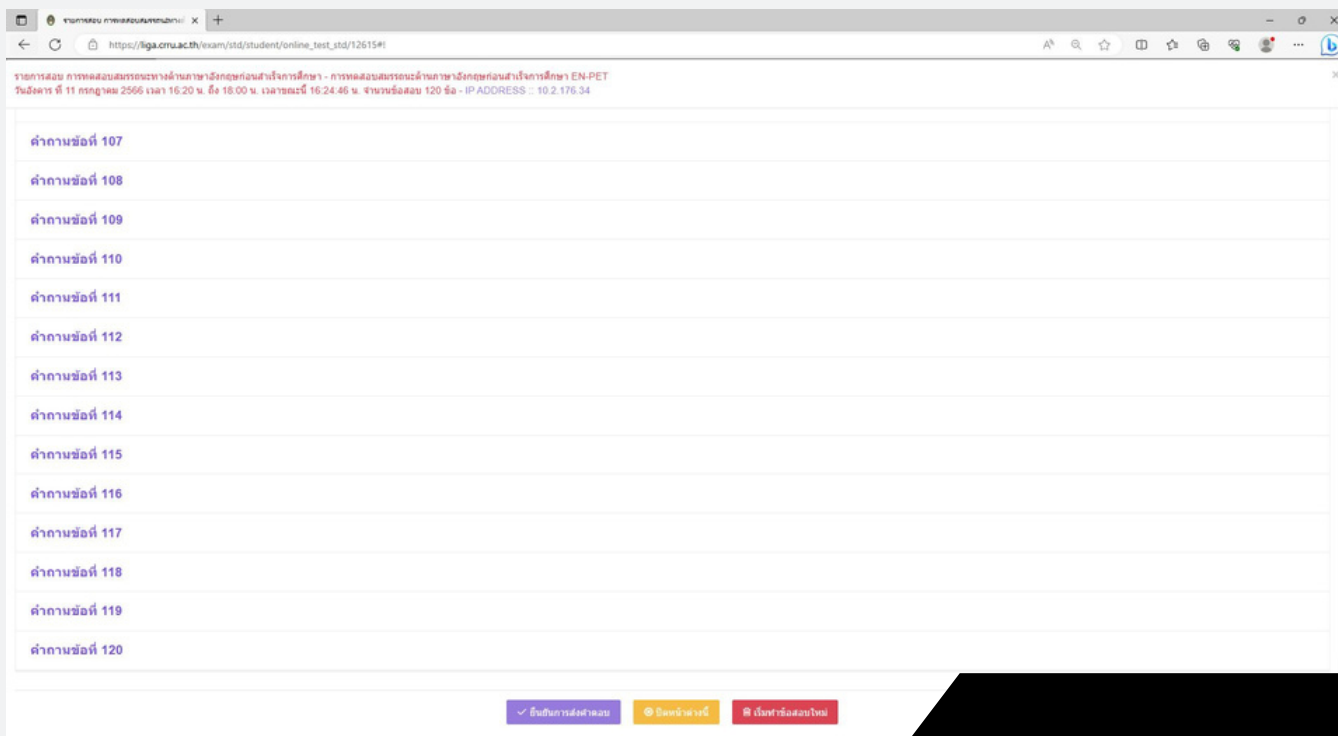 https://liga.crru.ac.th/exam/std/student/online_test_std/12615#!
รายการสอบ การทดสอบสมรรถนะทางด้านภาษาอังกฤษก่อนสำเร็จการศึกษา - การทดสอบสมรรถนะด้านภาษาอังกฤษก่อนสำเร็จการศึกษา EN-PET
วันอังคาร ที่ 11 กรกฎาคม 2566 เวลา 16:20 น. ถึง 18:00 น. เวลาขณะนี้ 16:24:46 น. จำนวนข้อสอบ 120 ข้อ - IP ADDRESS :: 10.2.176.34
คำถามข้อที่ 107
คำถามข้อที่ 108
คำถามข้อที่ 109
คำถามข้อที่ 110
คำถามข้อที่ 111
คำถามข้อที่ 112
คำถามข้อที่ 113
คำถามข้อที่ 114
คำถามข้อที่ 115
คำถามข้อที่ 116
คำถามข้อที่ 117
คำถามข้อที่ 118
คำถามข้อที่ 119
คำถามข้อที่ 120
ยืนยันการส่งคำตอบ ปิดหน้าต่างนี้ เริ่มทำข้อสอบใหม่